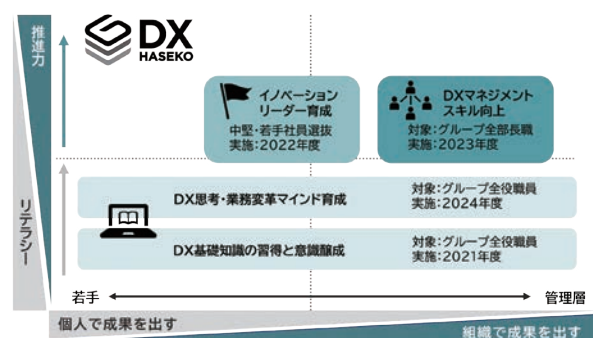 推進力
DX
HASEKO
イノベーション
リーダー育成
中堅・若手社員選抜
実施：2022年度
DXマネジメント
スキル向上
対象：グループ全部長職
実施：2023年度
リテラシー
DX思考・業務変革マインド育成
対象：グループ全役職員
実施：2024年度
DX基礎知識の習得と意識醸成
対象：グループ全役職員
実施：2021年度
若手
管理層
個人で成果を出す
組織で成果を出す